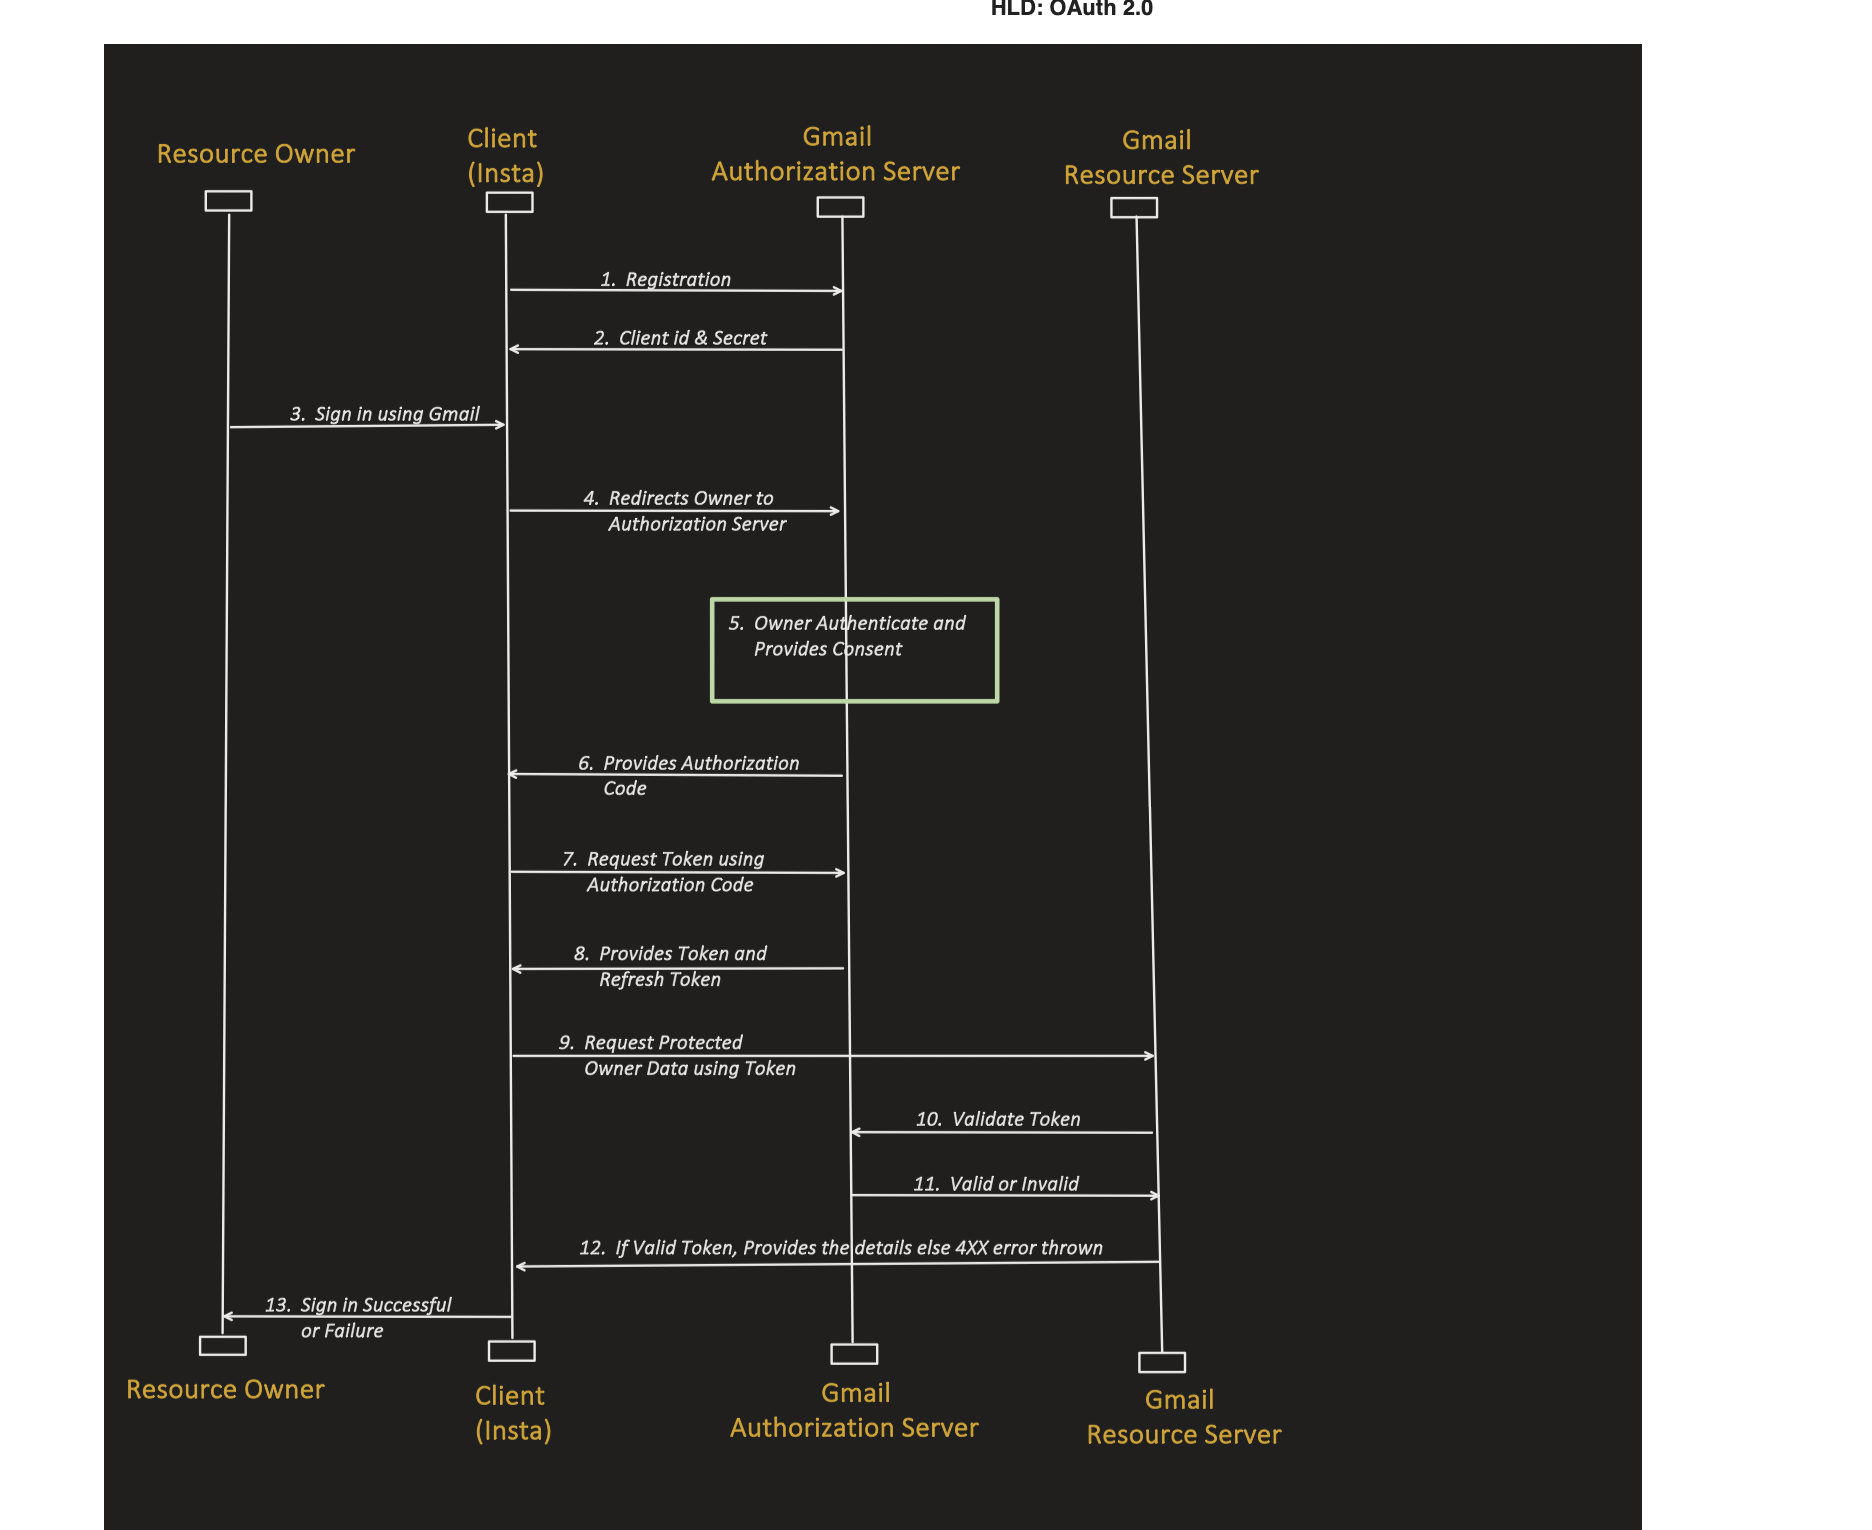 HLD: OAuth 2.0
Resource Owner
Client
(Insta)
Gmail
Authorization Server
Gmail
Resource Server
1. Registration
2. Client id & Secret
3. Sign in using Gmail
4. Redirects Owner to
Authorization Server
5. Owner Authenticate and
Provides Consent
6. Provides Authorization
Code
7. Request Token using
Authorization Code
8. Provides Token and
Refresh Token
9. Request Protected
Owner Data using Token
10. Validate Token
11. Valid or Invalid
12. If Valid Token, Provides the details else 4XX error thrown
13. Sign in Successful
or Failure
Resource Owner
Client
(Insta)
Gmail
Authorization Server
Gmail
Resource Server